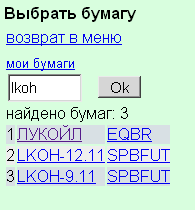 Выбрать бумагу
возврат в меню
мои бумаги
lkoh Ok
найдено бумаг: 3
1 ЛУКОЙЛ EQBR
2 LKOH-12.11 SPBFUT
3 LKOH-9.11 SPBFUT